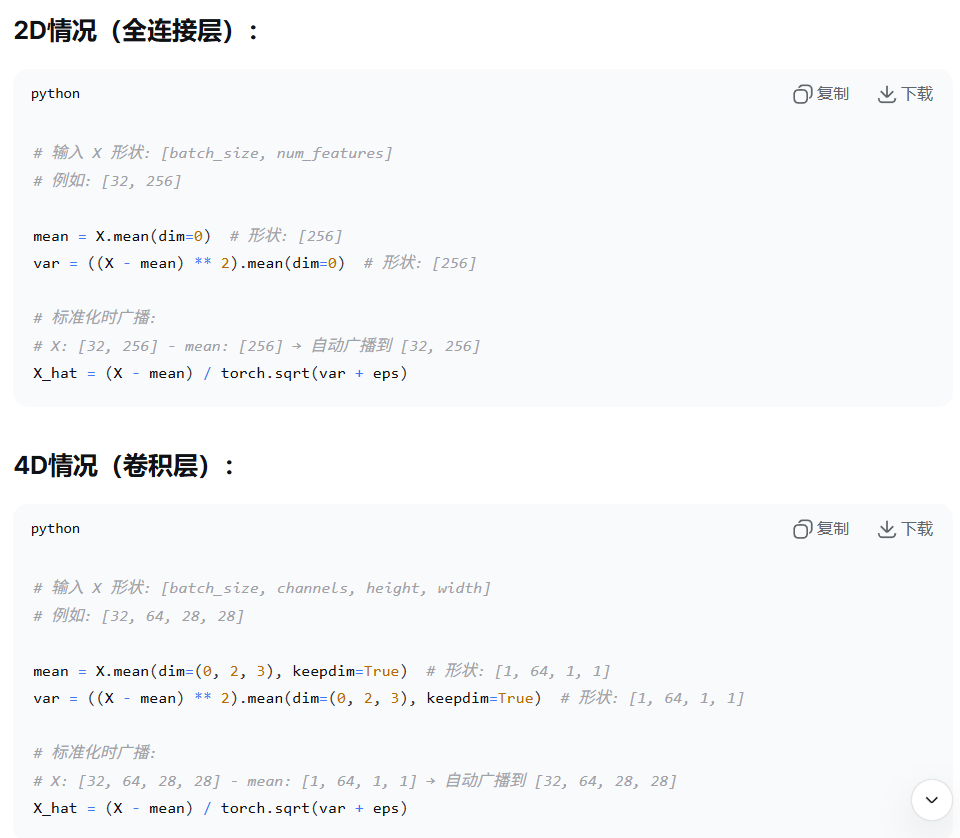 2D情况（全连接层）：
python 复制 下载
# 输入 X 形状: [batch_size, num_features]
# 例如: [32, 256]
mean = X.mean(dim=0)  # 形状: [256]
var = ((X - mean) ** 2).mean(dim=0)  # 形状: [256]
# 标准化时广播:
# X: [32, 256] - mean: [256] → 自动广播到 [32, 256]
X_hat = (X - mean) / torch.sqrt(var + eps)
4D情况（卷积层）：
python 复制 下载
# 输入 X 形状: [batch_size, channels, height, width]
# 例如: [32, 64, 28, 28]
mean = X.mean(dim=(0, 2, 3), keepdim=True)  # 形状: [1, 64, 1, 1]
var = ((X - mean) ** 2).mean(dim=(0, 2, 3), keepdim=True)  # 形状: [1, 64, 1, 1]
# 标准化时广播:
# X: [32, 64, 28, 28] - mean: [1, 64, 1, 1] → 自动广播到 [32, 64, 28, 28]
X_hat = (X - mean) / torch.sqrt(var + eps)